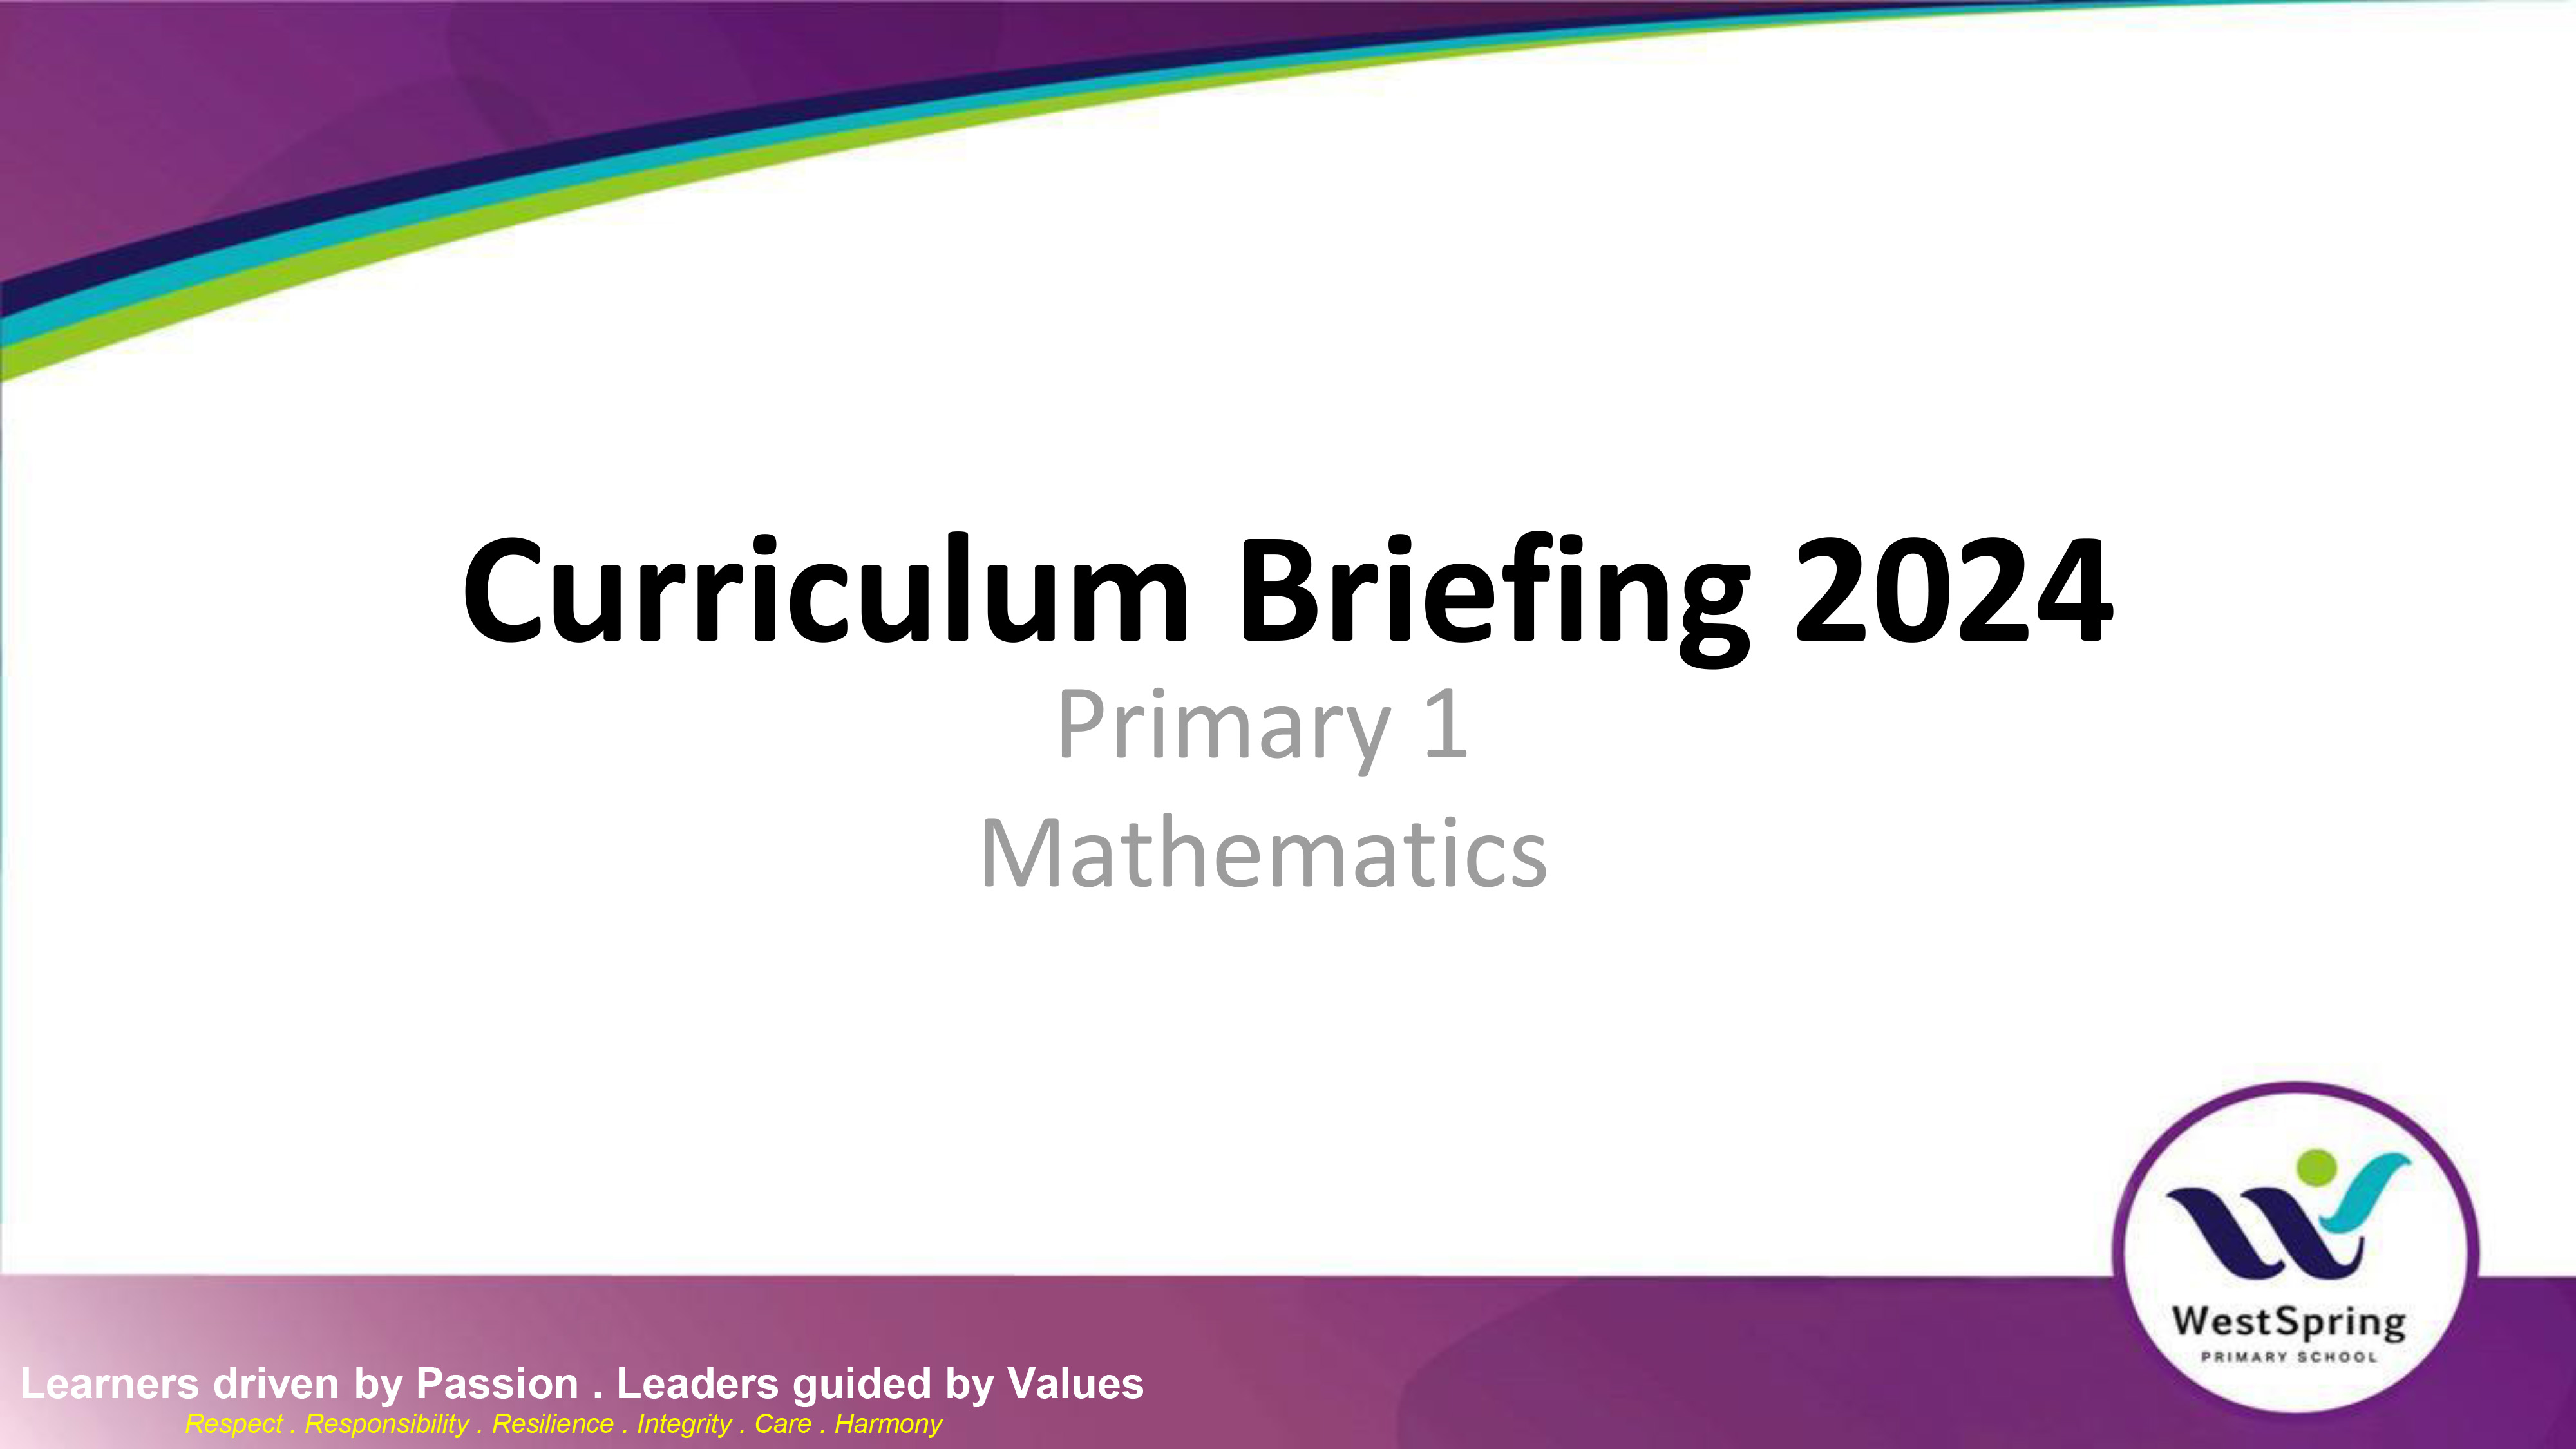 Curriculum Briefing 2024
Primary 1
Mathematics
WestSpring
PRIMARY SCHOOL
Learners driven by Passion . Leaders guided by Values
Respect . Responsibility . Resilience . Integrity . Care . Harmony